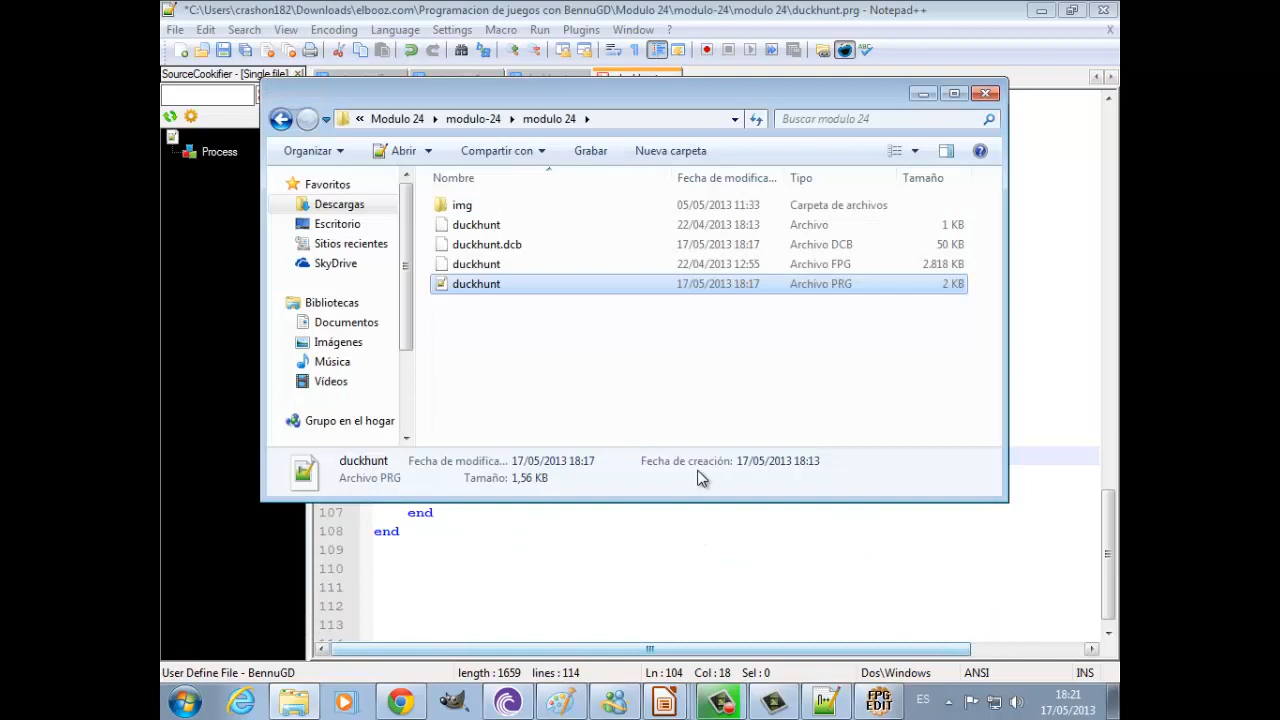 *C:\Users\crashon182\Downloads\elbooz.com\Programacion de juegos con BennuGD\Modulo 24\modulo-24\modulo 24\duckhunt.prg - Notepad++
File Edit Search View Encoding Language Settings Macro Run Plugins Window ? X
SourceCookifier - [Single file]
Process
Modulo 24 modulo-24 modulo 24 Buscar modulo 24
Organizar Abrir Compartir con Grabar Nueva carpeta
Favoritos
Descargas
Escritorio
Sitios recientes
SkyDrive
Bibliotecas
Documentos
Imágenes
Música
Vídeos
Grupo en el hogar
Nombre Fecha de modifica... Tipo Tamaño
img 05/05/2013 11:33 Carpeta de archivos
duckhunt 22/04/2013 18:13 Archivo 1 KB
duckhunt.dcb 17/05/2013 18:17 Archivo DCB 50 KB
duckhunt 22/04/2013 12:55 Archivo FPG 2.818 KB
duckhunt 17/05/2013 18:17 Archivo PRG 2 KB
duckhunt Fecha de modifica... 17/05/2013 18:17 Fecha de creación: 17/05/2013 18:13
Archivo PRG Tamaño: 1,56 KB
107 end
108 end
109
110
111
112
113
User Define File - BennuGD length : 1659 lines : 114 Ln : 104 Col : 18 Sel : 0 Dos\Windows ANSI INS
FPG EDIT ES 18:21
17/05/2013